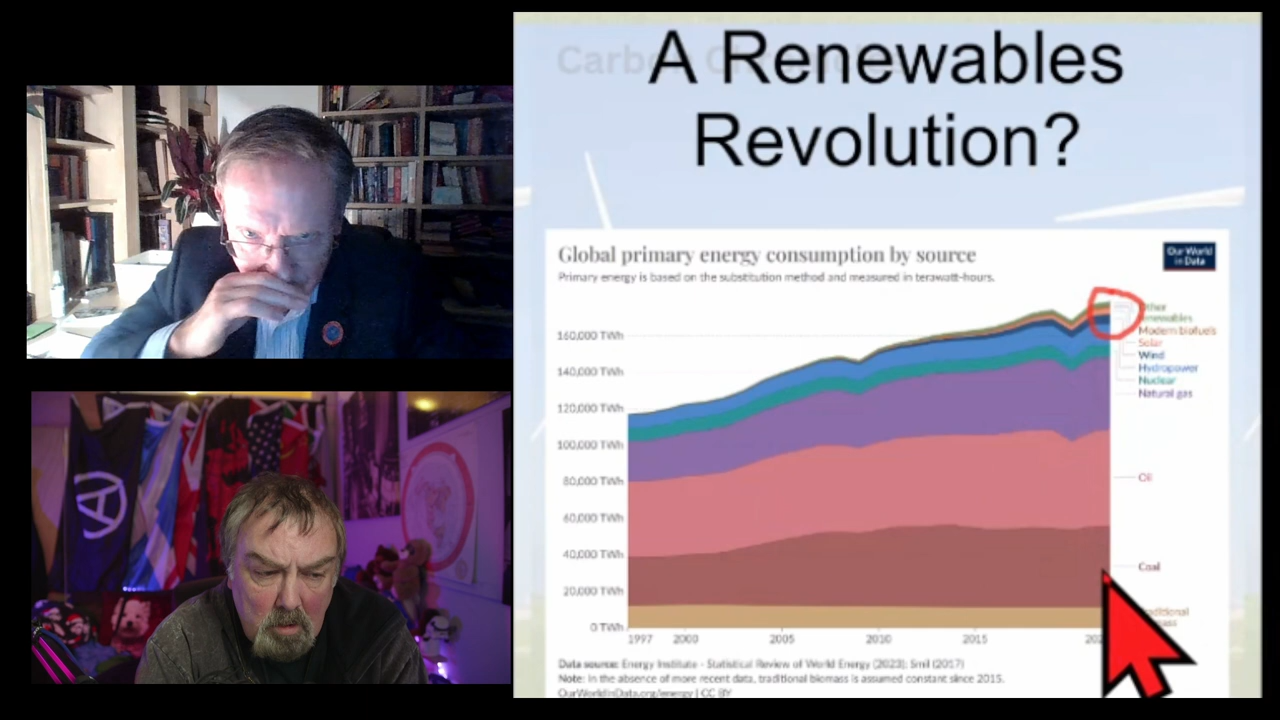 A Renewables
Revolution?
Global primary energy consumption by source
Our World
in Data
Primary energy is based on the substitution method and measured in terawatt-hours.
160,000 TWh
140,000 TWh
120,000 TWh
100,000 TWh
80,000 TWh
60,000 TWh
40,000 TWh
20,000 TWh
0 TWh
1997 2000 2005 2010 2015
renewables
Modern biofuels
Solar
Wind
Hydropower
Nuclear
Natural gas
Oil
Coal
Data source: Energy Institute - Statistical Review of World Energy (2023); Smil (2017)
Note: In the absence of more recent data, traditional biomass is assumed constant since 2015.
OurWorldinData.org/energy | CC BY